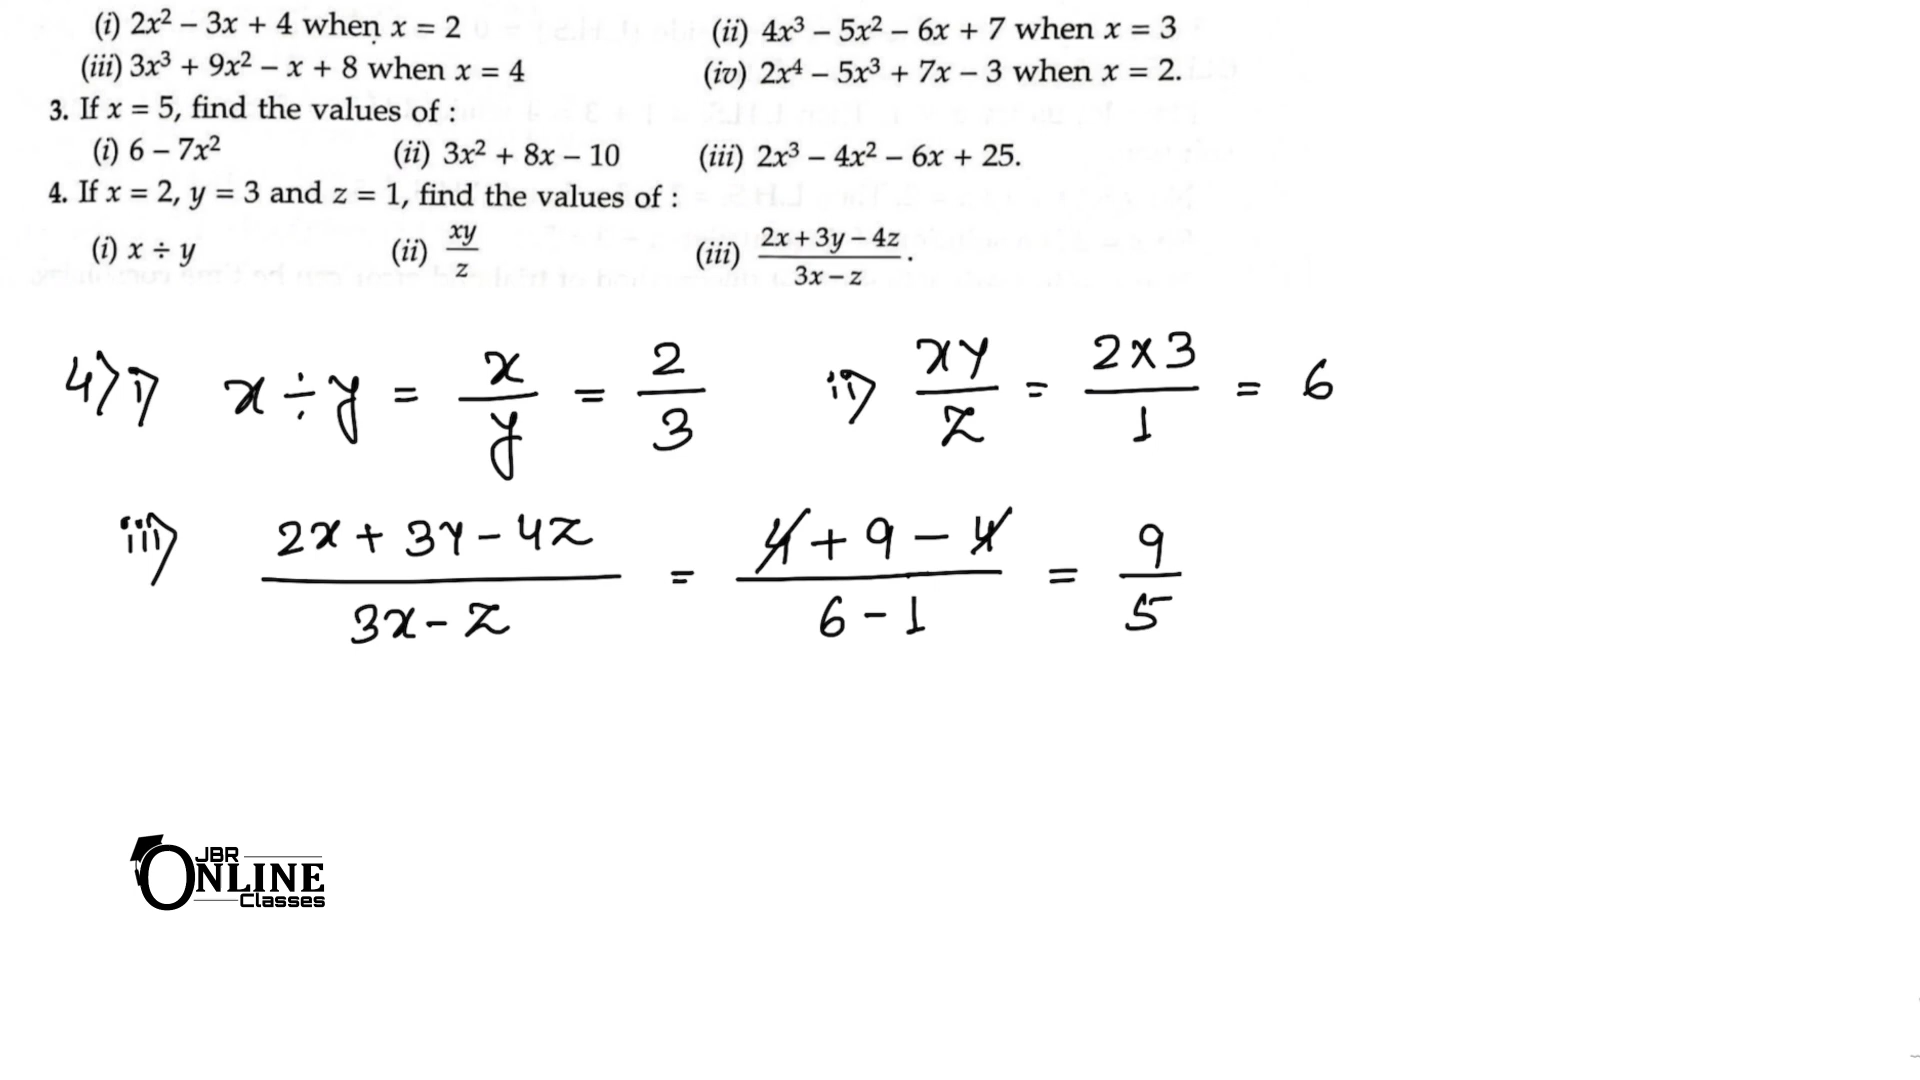 (i) 2x² – 3x + 4 when x = 2 (ii) 4x³ – 5x² – 6x + 7 when x = 3
(iii) 3x³ + 9x² – x + 8 when x = 4 (iv) 2x⁴ – 5x³ + 7x – 3 when x = 2.
3. If x = 5, find the values of :
(i) 6 – 7x² (ii) 3x² + 8x – 10 (iii) 2x³ – 4x² – 6x + 25.
4. If x = 2, y = 3 and z = 1, find the values of :
(i) x ÷ y (ii) xy/z (iii) (2x + 3y – 4z)/(3x – z).
4) i) x ÷ y = x/y = 2/3 ii) xy/z = (2×3)/1 = 6
iii) (2x + 3y – 4z)/(3x – z) = (4 + 9 – 4)/(6 – 1) = 9/5
JBR
ONLINE
Classes